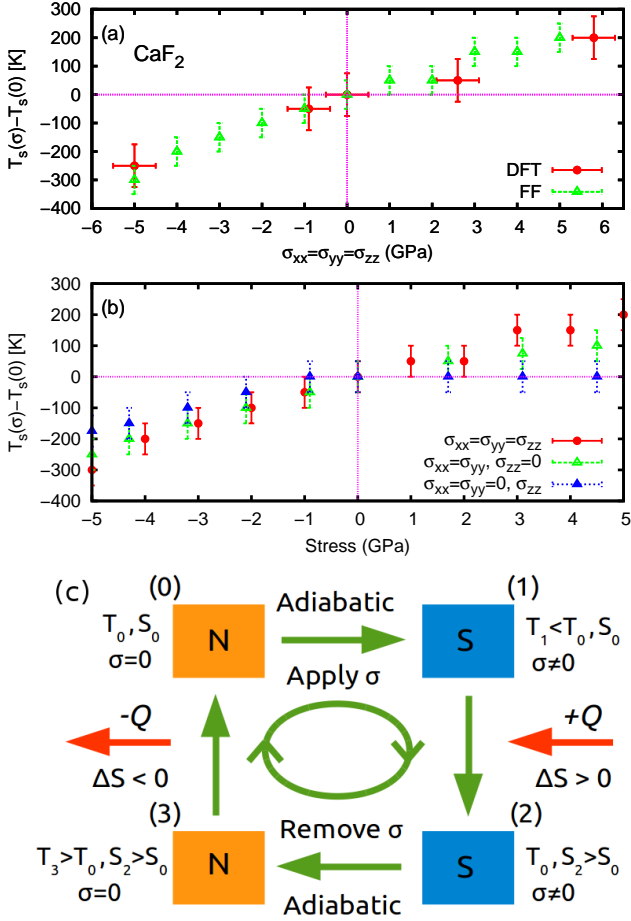 (a)
CaF2
300
200
100
0
−100
−200
−300
−400
Ts(σ)−Ts(0) [K]
DFT
FF
−6 −5 −4 −3 −2 −1 0 1 2 3 4 5 6
σxx=σyy=σzz (GPa)
(b)
300
200
100
0
−100
−200
−300
−400
Ts(σ)−Ts(0) [K]
σxx=σyy=σzz
σxx=σyy, σzz=0
σxx=σyy=0, σzz
−5 −4 −3 −2 −1 0 1 2 3 4 5
Stress (GPa)
(c)
(0)
Adiabatic
(1)
T0, S0
σ=0
N
S
T1<T0, S0
σ≠0
Apply σ
-Q
+Q
ΔS < 0
ΔS > 0
(3)
(2)
Remove σ
T3>T0, S2>S0
σ=0
N
S
T0, S2>S0
σ≠0
Adiabatic